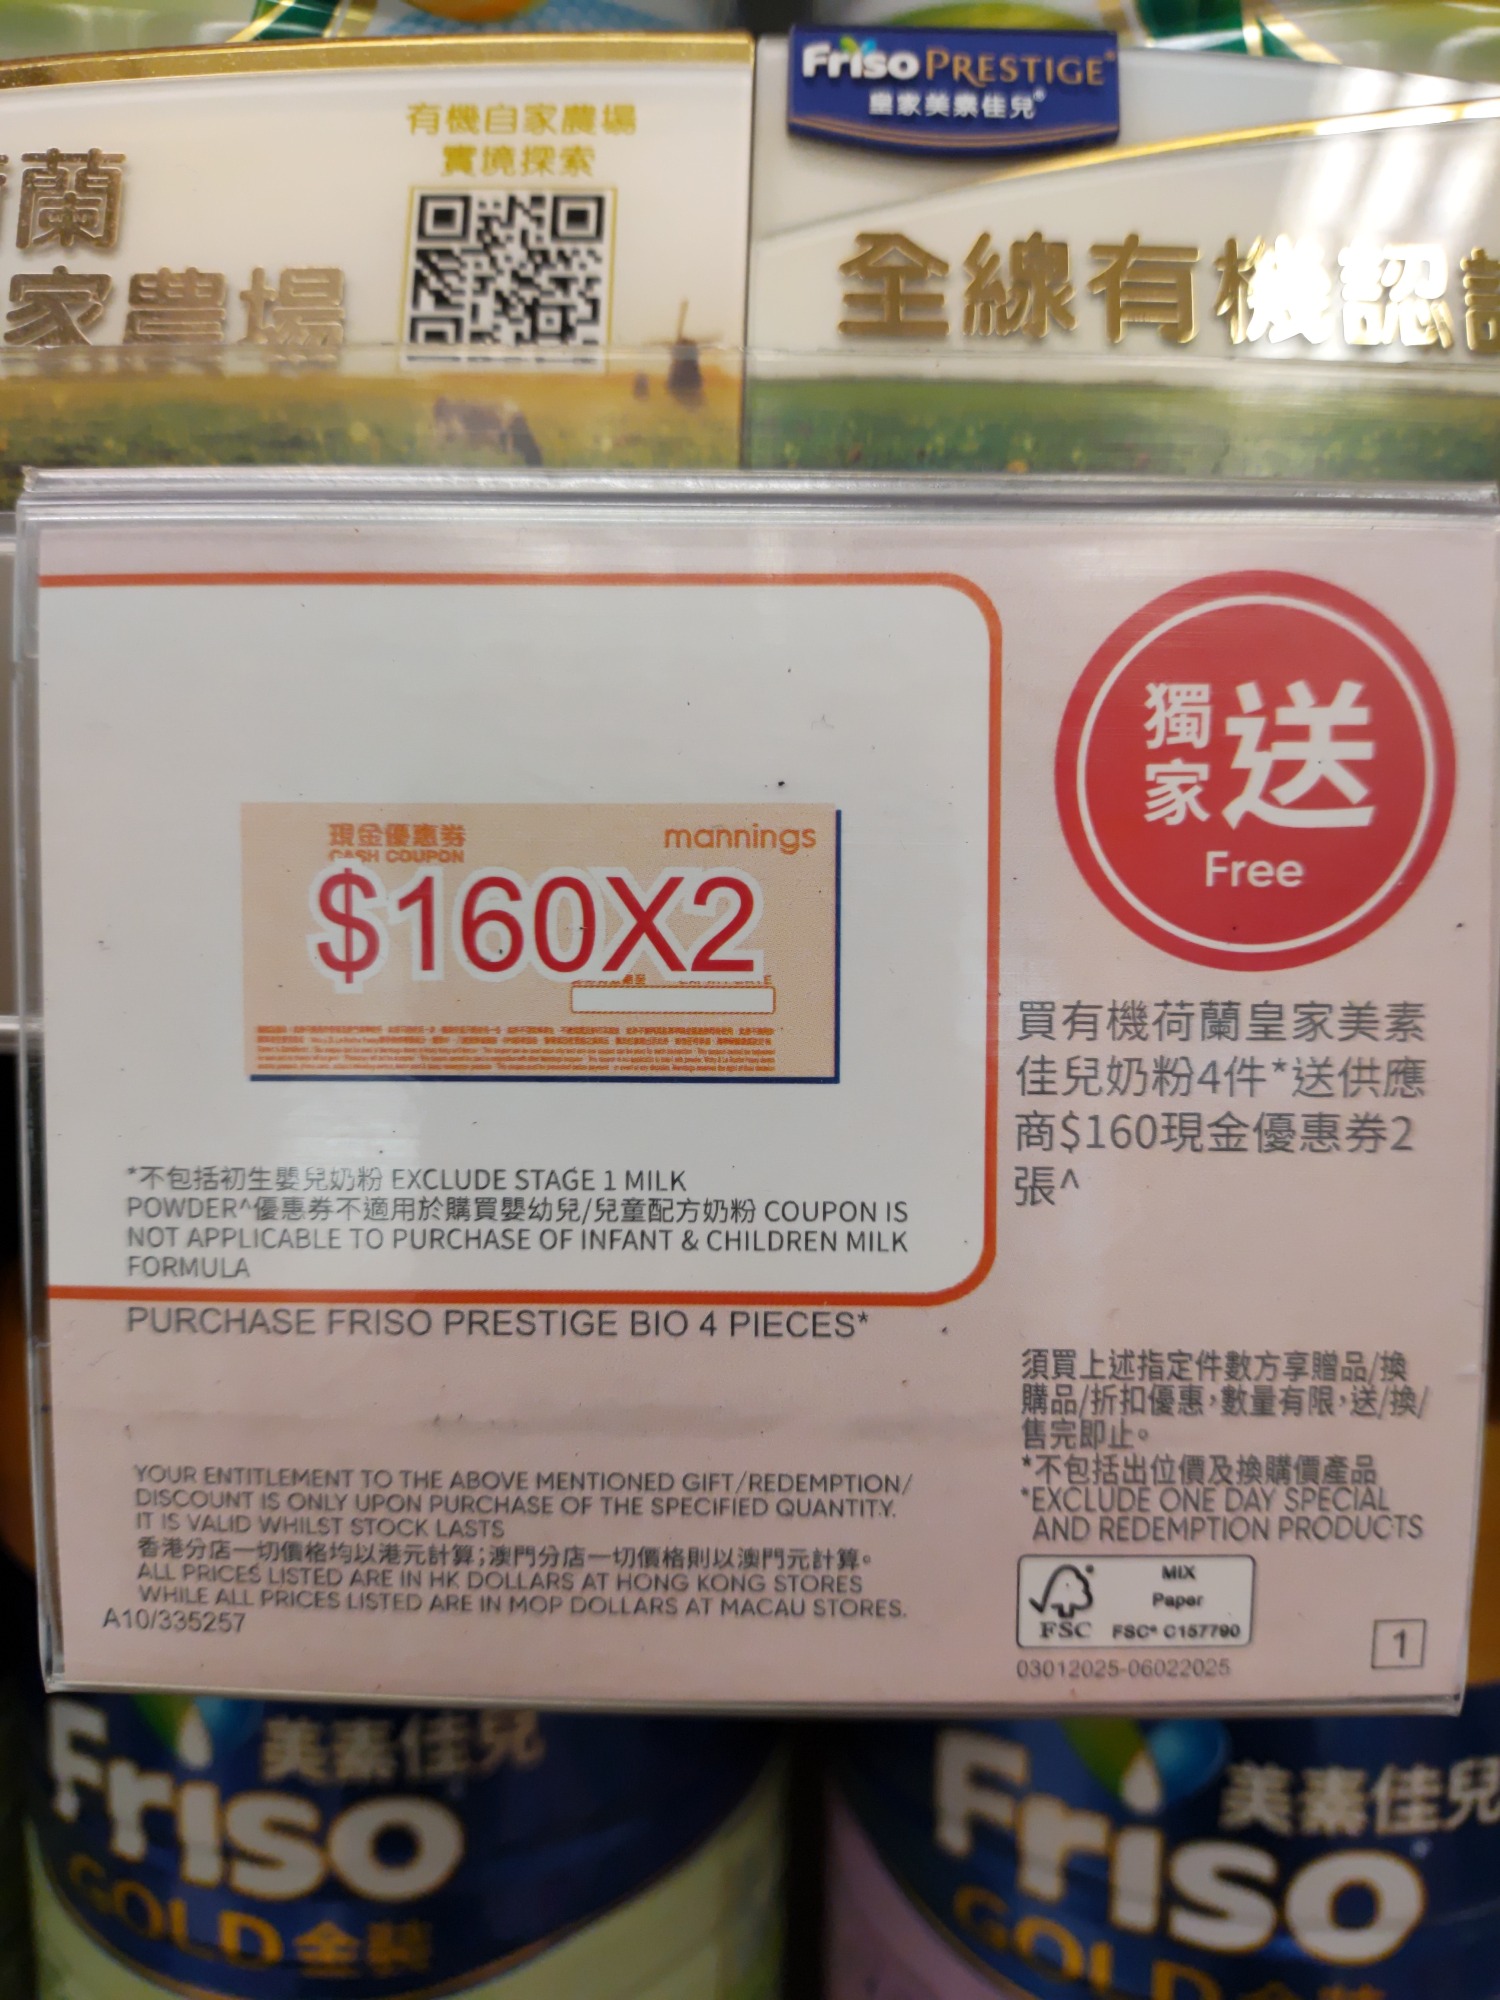 有機自家農場
實境探索
蘭
家農場
Friso PRESTIGE®
皇家美素佳兒®
全線有機認
獨家送
Free
現金優惠券
CASH COUPON
mannings
$160X2
買有機荷蘭皇家美素
佳兒奶粉4件*送供應
商$160現金優惠券2
張^
*不包括初生嬰兒奶粉 EXCLUDE STAGE 1 MILK
POWDER^優惠券不適用於購買嬰幼兒/兒童配方奶粉 COUPON IS
NOT APPLICABLE TO PURCHASE OF INFANT & CHILDREN MILK
FORMULA
PURCHASE FRISO PRESTIGE BIO 4 PIECES*
須買上述指定件數方享贈品/換
購品/折扣優惠,數量有限,送/換/
售完即止。
*不包括出位價及換購價產品
*EXCLUDE ONE DAY SPECIAL
AND REDEMPTION PRODUCTS
YOUR ENTITLEMENT TO THE ABOVE MENTIONED GIFT/REDEMPTION/
DISCOUNT IS ONLY UPON PURCHASE OF THE SPECIFIED QUANTITY.
IT IS VALID WHILST STOCK LASTS
香港分店一切價格均以港元計算;澳門分店一切價格則以澳門元計算。
ALL PRICES LISTED ARE IN HK DOLLARS AT HONG KONG STORES
WHILE ALL PRICES LISTED ARE IN MOP DOLLARS AT MACAU STORES.
A10/335257
MIX
Paper
FSC
FSC® C157790
03012025-06022025
1
Friso 美素佳兒
GOLD 金裝
Friso 美素佳兒
GOLD